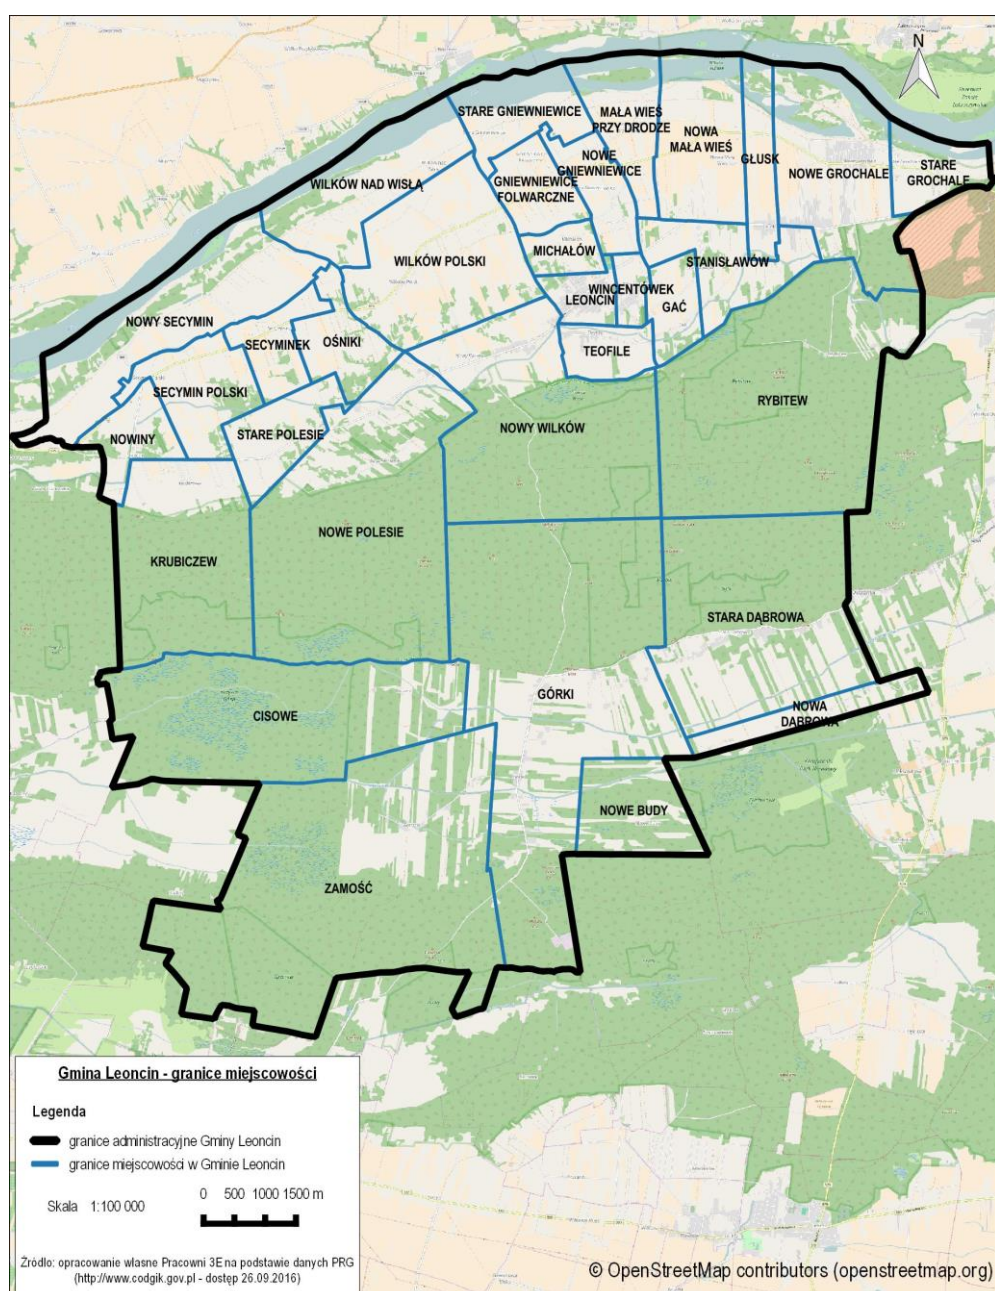 N
STARE GNIEWNIEWICE
MAŁA WIEŚ
PRZY DRODZE
NOWA
MAŁA WIEŚ
GŁUSK
NOWE GROCHALE
STARE
GROCHALE
NOWE
GNIEWNIEWICE
GNIEWNIEWICE
FOLWARCZNE
WILKÓW NAD WISŁĄ
MICHAŁÓW
WILKÓW POLSKI
STANISŁAWÓW
WINCENTÓWEK
LEONCIN
GAĆ
NOWY SECYMIN
SECYMINEK
OŚNIKI
TEOFILE
SECYMIN POLSKI
RYBITEW
NOWINY
STARE POLESIE
NOWY WILKÓW
NOWE POLESIE
KRUBICZEW
STARA DĄBROWA
GÓRKI
CISOWE
NOWA
DĄBROWA
NOWE BUDY
ZAMOŚĆ
Gmina Leoncin - granice miejscowości
Legenda
granice administracyjne Gminy Leoncin
granice miejscowości w Gminie Leoncin
Skala 1:100 000
0 500 1000 1500 m
Źródło: opracowanie własne Pracowni 3E na podstawie danych PRG
(http://www.codgik.gov.pl - dostęp 26.09.2016)
© OpenStreetMap contributors (openstreetmap.org)